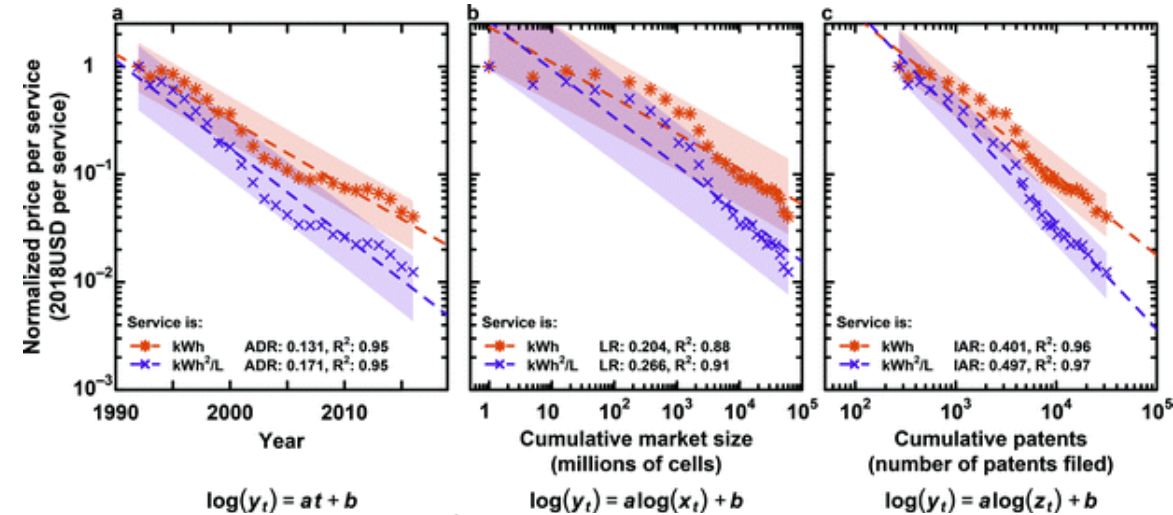 a
b
c
Normalized price per service
(2018USD per service)
1
10⁻¹
10⁻²
10⁻³
Service is:
kWh ADR: 0.131, R²: 0.95
kWh²/L ADR: 0.171, R²: 0.95
Service is:
kWh LR: 0.204, R²: 0.88
kWh²/L LR: 0.266, R²: 0.91
Service is:
kWh IAR: 0.401, R²: 0.96
kWh²/L IAR: 0.497, R²: 0.97
1990 2000 2010
1 10 10² 10³ 10⁴ 10⁵
10² 10³ 10⁴ 10⁵
Year
Cumulative market size
(millions of cells)
Cumulative patents
(number of patents filed)
log(yₜ) = at + b
log(yₜ) = alog(xₜ) + b
log(yₜ) = alog(zₜ) + b